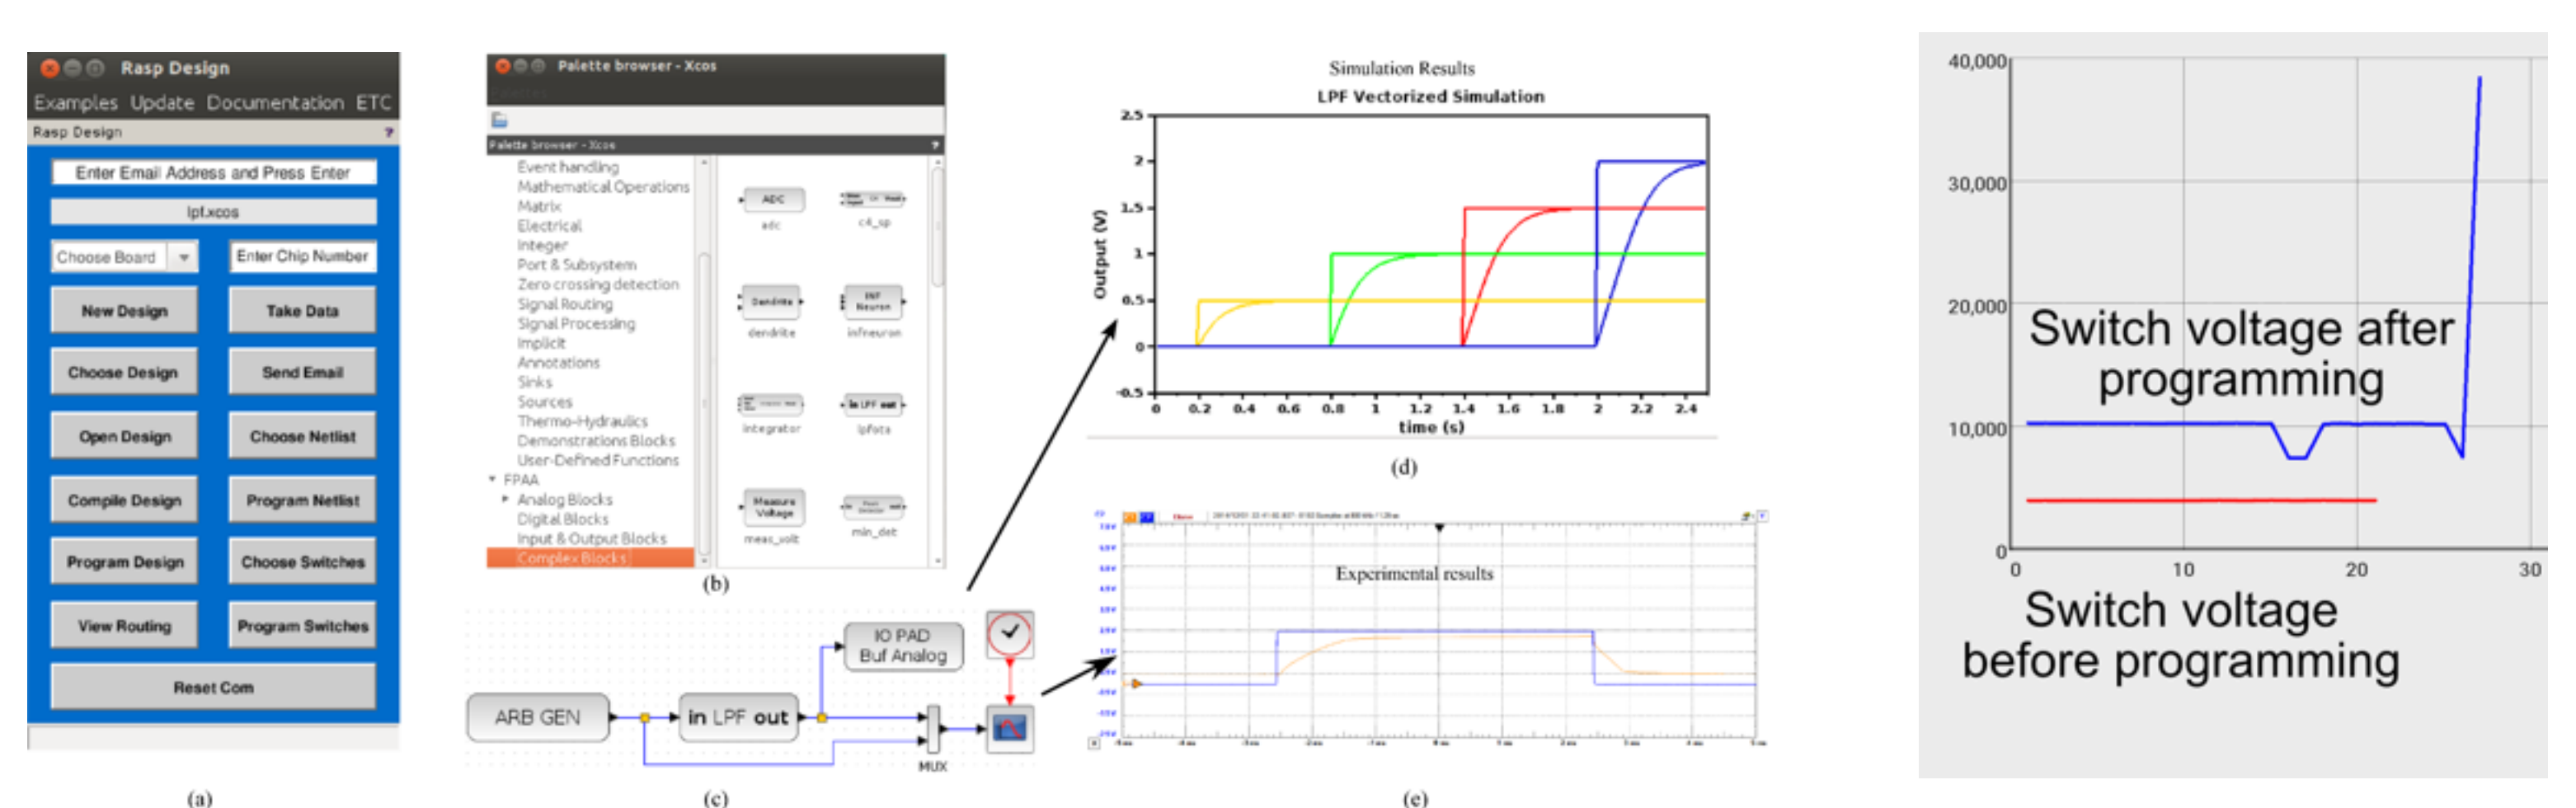 Rasp Design
Examples Update Documentation ETC
Rasp Design ?
Enter Email Address and Press Enter
lpf.xcos
Choose Board Enter Chip Number
New Design Take Data
Choose Design Send Email
Open Design Choose Netlist
Compile Design Program Netlist
Program Design Choose Switches
View Routing Program Switches
Reset Com
(a)
Palette browser - Xcos
Palette browser - Xcos ?
Event handling
Mathematical Operations
Matrix
Electrical
Integer
Port & Subsystem
Zero crossing detection
Signal Routing
Signal Processing
Implicit
Annotations
Sinks
Sources
Thermo-Hydraulics
Demonstrations Blocks
User-Defined Functions
FPAA
Analog Blocks
Digital Blocks
Input & Output Blocks
Complex Blocks
ADC
adc
c4_sp
Dendrite
dendrite
INF
Neuron
infneuron
integrator
in LPF out
lpfota
Measure
Voltage
meas_volt
min_det
(b)
ARB GEN
in LPF out
IO PAD
Buf Analog
MUX
(c)
Simulation Results
LPF Vectorized Simulation
Output (V)
2.5
2
1.5
1
0.5
0
-0.5
0 0.2 0.4 0.6 0.8 1 1.2 1.4 1.6 1.8 2 2.2 2.4
time (s)
(d)
Experimental results
(e)
40,000
30,000
20,000
10,000
0
Switch voltage after
programming
0 10 20 30
Switch voltage
before programming